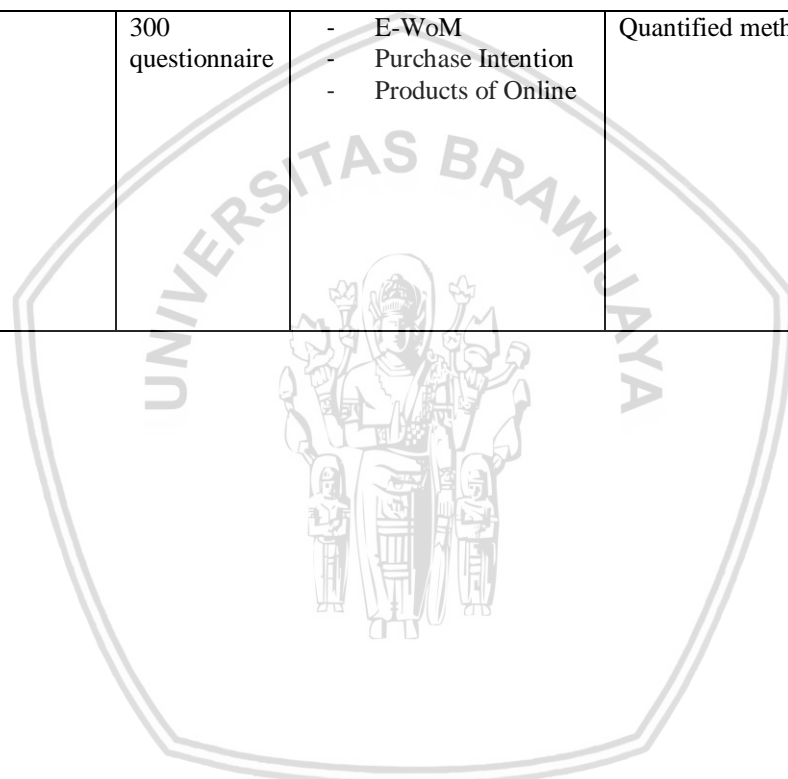 300
questionnaire
- E-WoM
- Purchase Intention
- Products of Online
Quantified meth
UNIVERSITAS BRAWIJAYA